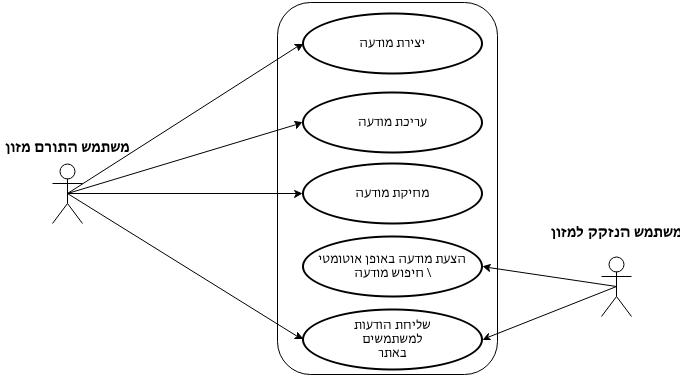 יצירת מודעה
עריכת מודעה
משתמש התורם מזון
מחיקת מודעה
משתמש הנזקק למזון
הצעת מודעה באופן אוטומטי
\ חיפוש מודעה
שליחת הודעות
למשתמשים
באתר